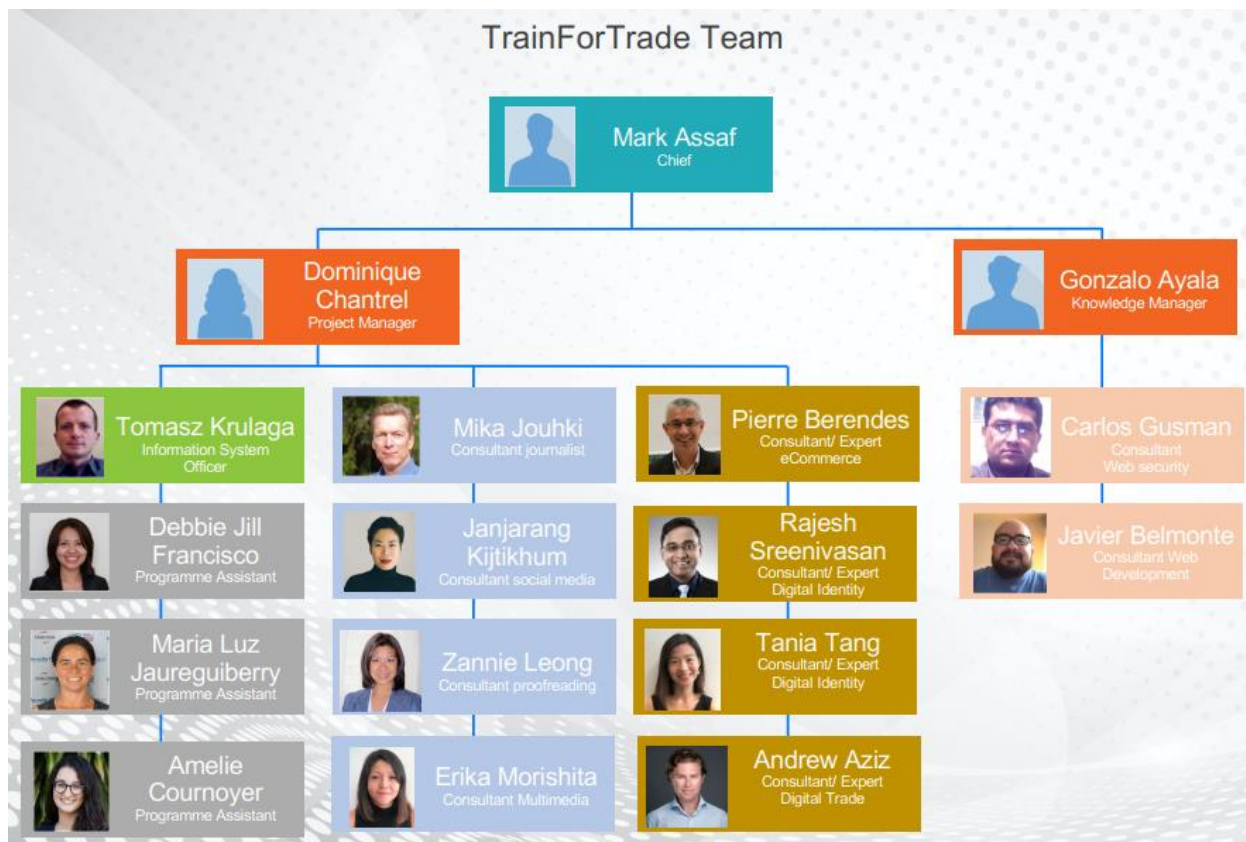 TrainForTrade Team
Mark Assaf
Chief
Dominique
Chantrel
Project Manager
Gonzalo Ayala
Knowledge Manager
Tomasz Krulaga
Information System
Officer
Debbie Jill
Francisco
Programme Assistant
Maria Luz
Jaureguiberry
Programme Assistant
Amelie
Cournoyer
Programme Assistant
Mika Jouhki
Consultant journalist
Janjarang
Kijtikhum
Consultant social media
Zannie Leong
Consultant proofreading
Erika Morishita
Consultant Multimedia
Pierre Berendes
Consultant/ Expert
eCommerce
Rajesh
Sreenivasan
Consultant/ Expert
Digital Identity
Tania Tang
Consultant/ Expert
Digital Identity
Andrew Aziz
Consultant/ Expert
Digital Trade
Carlos Gusman
Consultant
Web security
Javier Belmonte
Consultant Web
Development